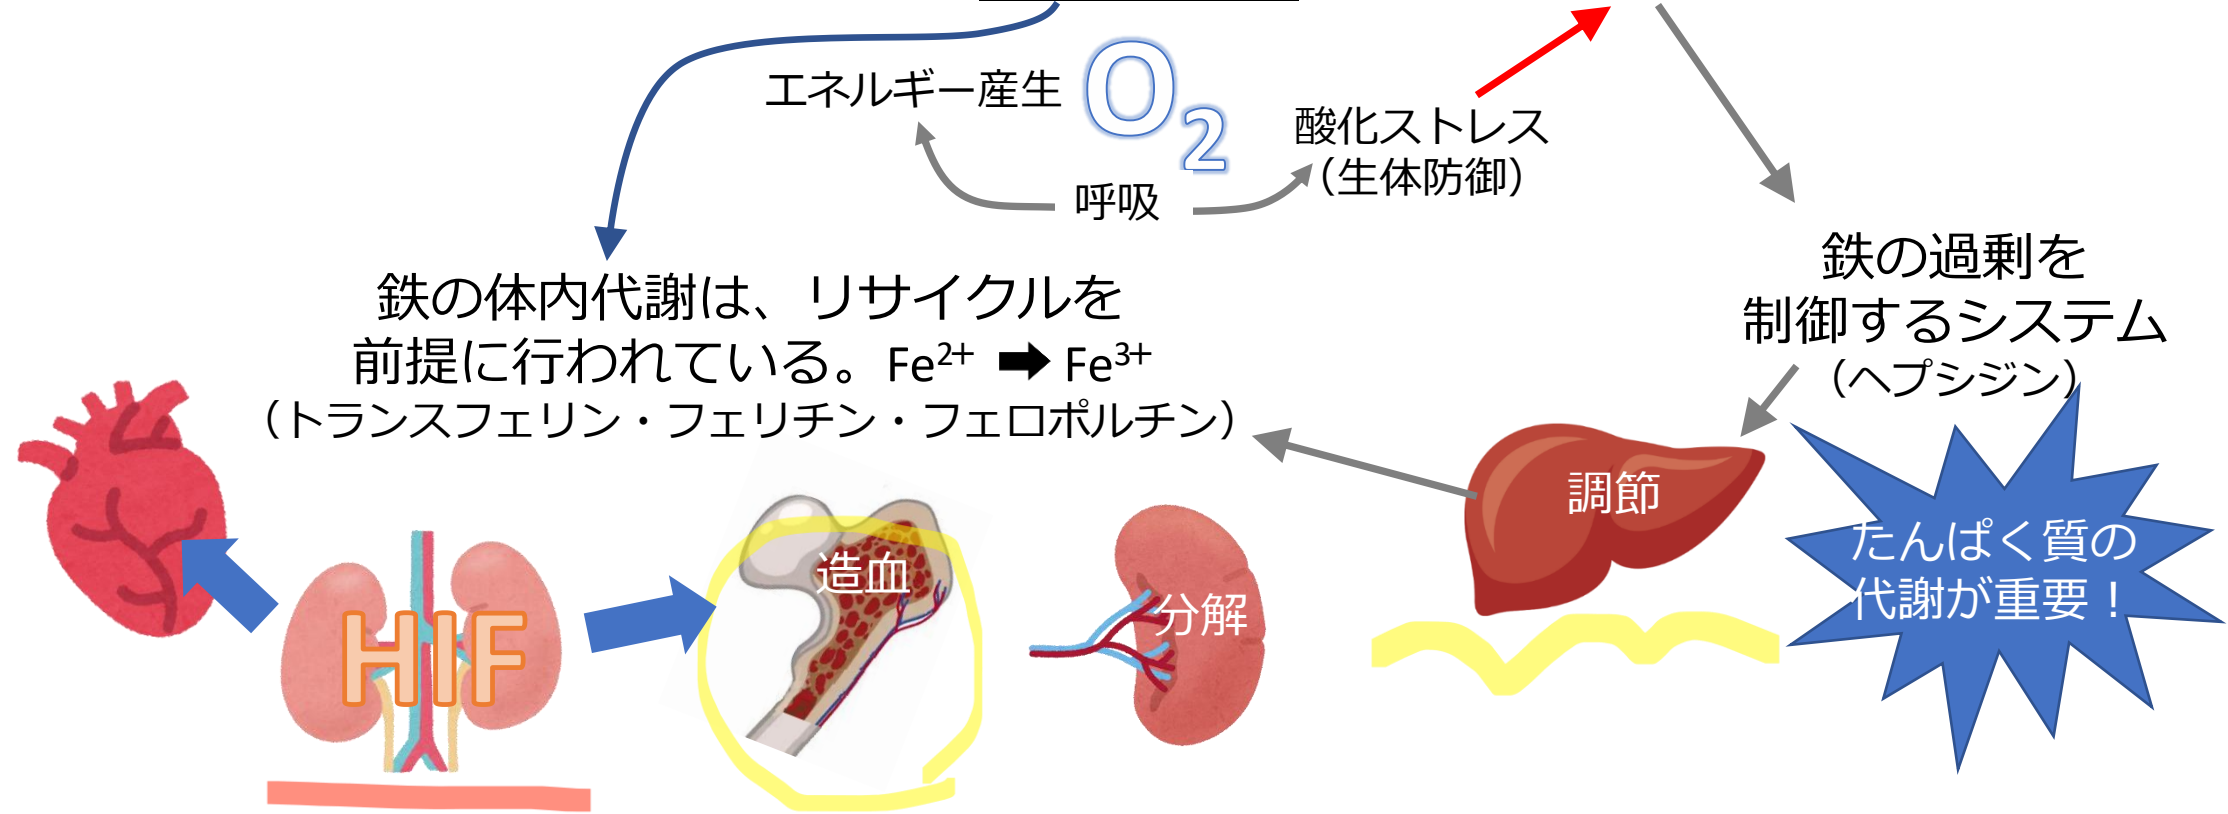 エネルギー産生
O2
酸化ストレス
（生体防御）
呼吸
鉄の過剰を
制御するシステム
（ヘプシジン）
鉄の体内代謝は、リサイクルを
前提に行われている。Fe2+ ➡ Fe3+
（トランスフェリン・フェリチン・フェロポルチン）
調節
たんぱく質の
代謝が重要！
造血
分解
HIF